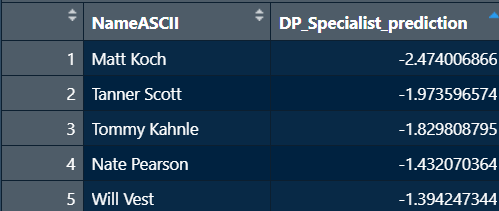 NameASCII DP_Specialist_prediction
1 Matt Koch -2.474006866
2 Tanner Scott -1.973596574
3 Tommy Kahnle -1.829808795
4 Nate Pearson -1.432070364
5 Will Vest -1.394247344